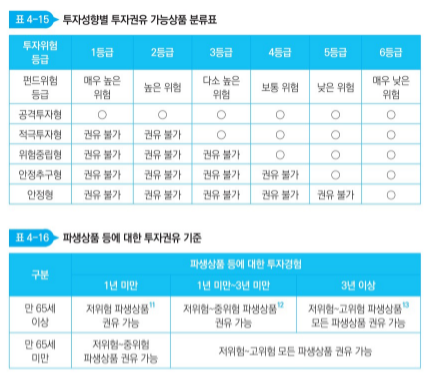 표 4-15 투자성향별 투자권유 가능상품 분류표
투자위험 등급 1등급 2등급 3등급 4등급 5등급 6등급
펀드위험 등급 매우 높은 위험 높은 위험 다소 높은 위험 보통 위험 낮은 위험 매우 낮은 위험
공격투자형 ○ ○ ○ ○ ○ ○
적극투자형 권유 불가 권유 불가 ○ ○ ○ ○
위험중립형 권유 불가 권유 불가 권유 불가 ○ ○ ○
안정추구형 권유 불가 권유 불가 권유 불가 권유 불가 ○ ○
안정형 권유 불가 권유 불가 권유 불가 권유 불가 권유 불가 ○
표 4-16 파생상품 등에 대한 투자권유 기준
구분 파생상품 등에 대한 투자경험
1년 미만 1년 미만~3년 미만 3년 이상
만 65세 이상 저위험 파생상품11 권유 가능 저위험~중위험 파생상품12 권유 가능 저위험~고위험 파생상품13 모든 파생상품 권유 가능
만 65세 미만 저위험~중위험 파생상품 권유 가능 저위험~고위험 모든 파생상품 권유 가능